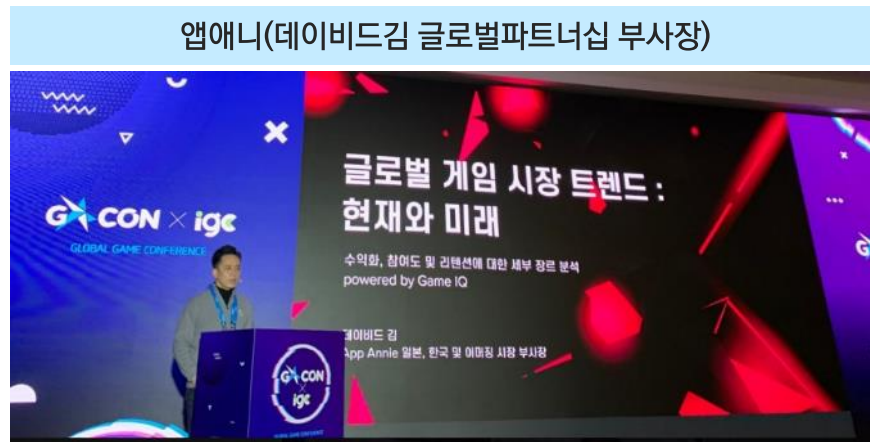 앱애니(데이비드김 글로벌파트너십 부사장)
G CON × igc
GLOBAL GAME CONFERENCE
글로벌 게임 시장 트렌드 :
현재와 미래
수익화, 참여도 및 리텐션에 대한 세부 장르 분석
powered by Game IQ
데이비드 김
App Annie 일본, 한국 및 이머징 시장 부사장
G CON
×
igc
GLOBAL GAME CONFERENCE
G